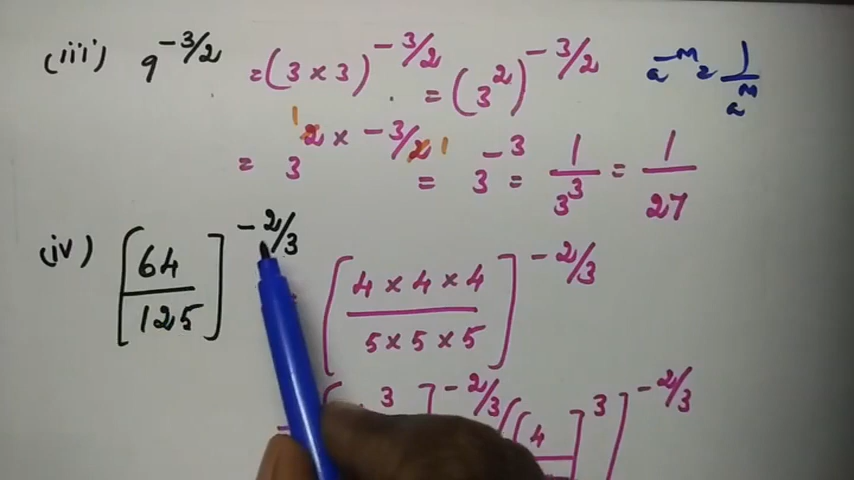 (iii) 9^{-3/2} = (3 × 3)^{-3/2} = (3^2)^{-3/2}
a^{-m} = 1/a^m
= 3^{2 × -3/2} = 3^{-3} = 1/3^3 = 1/27
(iv) [64/125]^{-2/3} = [4 × 4 × 4 / 5 × 5 × 5]^{-2/3}
3]^{-2/3} [(4]^3]^{-2/3}